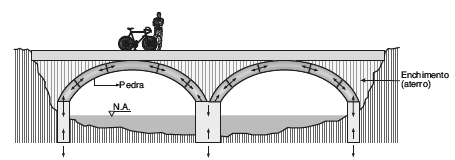 Enchimento
(aterro)
Pedra
N.A.